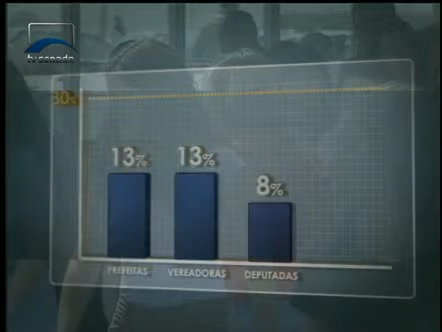 tv senado
30%
13%
13%
8%
PREFEITAS
VEREADORAS
DEPUTADAS